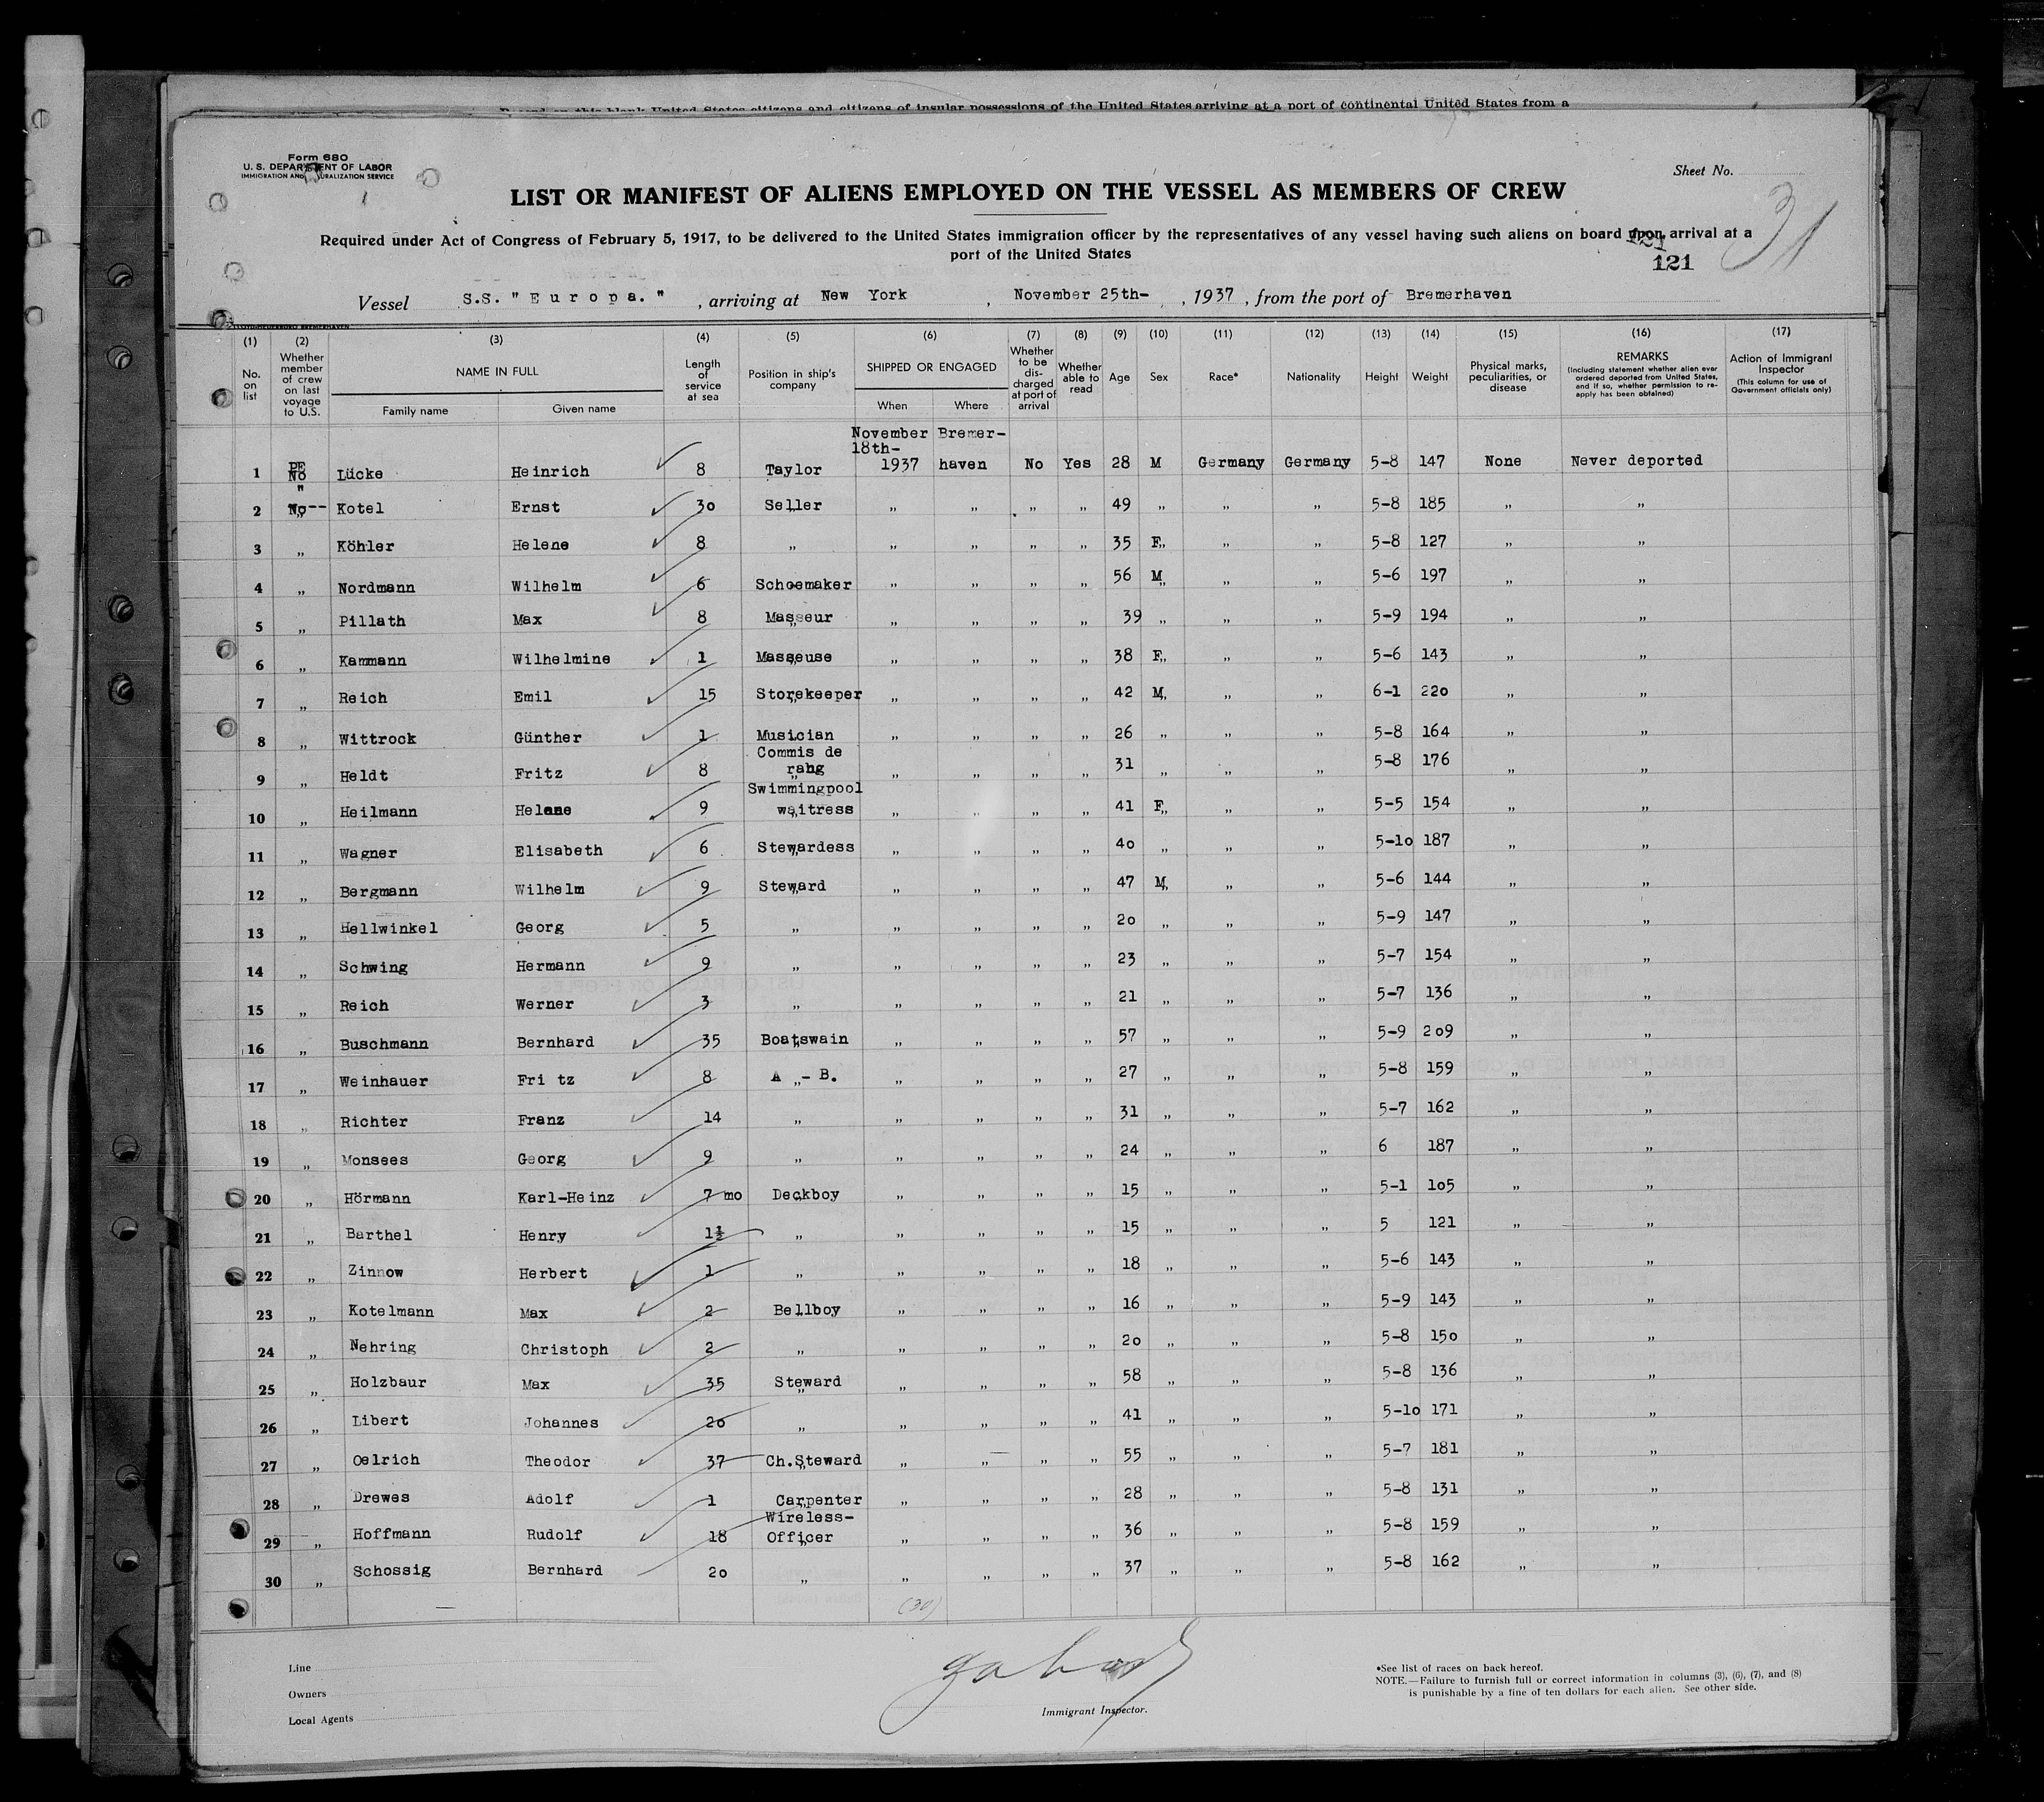 Form 680
U. S. DEPARTMENT OF LABOR
IMMIGRATION AND NATURALIZATION SERVICE
Sheet No.
31
LIST OR MANIFEST OF ALIENS EMPLOYED ON THE VESSEL AS MEMBERS OF CREW
Required under Act of Congress of February 5, 1917, to be delivered to the United States immigration officer by the representatives of any vessel having such aliens on board upon arrival at a
port of the United States
121
Vessel S.S. "Europa." , arriving at New York , November 25th- , 1937 , from the port of Bremerhaven
(1) (2) (3) (4) (5) (6) (7) (8) (9) (10) (11) (12) (13) (14) (15) (16) (17)
No. on list Whether member of crew on last voyage to U.S. NAME IN FULL Family name Given name Length of service at sea Position in ship's company SHIPPED OR ENGAGED When Where Whether to be discharged at port of arrival Whether able to read Age Sex Race* Nationality Height Weight Physical marks, peculiarities, or disease REMARKS (Including statement whether alien ever ordered deported from United States, and if so, whether permission to re-apply has been obtained) Action of Immigrant Inspector (This column for use of Government officials only)
November Bremer-
18th-
1 No Lücke Heinrich 8 Taylor 1937 haven No Yes 28 M Germany Germany 5-8 147 None Never deported
2 No-- Kotel Ernst 30 Seller „ „ „ „ 49 „ „ „ 5-8 185 „ „
3 „ Köhler Helene 8 „ „ „ „ „ 35 F „ „ 5-8 127 „ „
4 „ Nordmann Wilhelm 6 Schoemaker „ „ „ „ 56 M „ „ 5-6 197 „ „
5 „ Pillath Max 8 Masseur „ „ „ „ 39 „ „ „ 5-9 194 „ „
6 „ Kammann Wilhelmine 1 Masseuse „ „ „ „ 38 F „ „ 5-6 143 „ „
7 „ Reich Emil 15 Storekeeper „ „ „ „ 42 M „ „ 6-1 220 „ „
8 „ Wittrock Günther 1 Musician „ „ „ „ 26 „ „ „ 5-8 164 „ „
Commis de
9 „ Heldt Fritz 8 rang „ „ „ „ 31 „ „ „ 5-8 176 „ „
Swimmingpool
10 „ Heilmann Helene 9 waitress „ „ „ „ 41 F „ „ 5-5 154 „ „
11 „ Wagner Elisabeth 6 Stewardess „ „ „ „ 40 „ „ „ 5-10 187 „ „
12 „ Bergmann Wilhelm 9 Steward „ „ „ „ 47 M „ „ 5-6 144 „ „
13 „ Hellwinkel Georg 5 „ „ „ „ „ 20 „ „ „ 5-9 147 „ „
14 „ Schwing Hermann 9 „ „ „ „ „ 23 „ „ „ 5-7 154 „ „
15 „ Reich Werner 3 „ „ „ „ „ 21 „ „ „ 5-7 136 „ „
16 „ Buschmann Bernhard 35 Boatswain „ „ „ „ 57 „ „ „ 5-9 209 „ „
17 „ Weinhauer Fri tz 8 A - B. „ „ „ „ 27 „ „ „ 5-8 159 „ „
18 „ Richter Franz 14 „ „ „ „ „ 31 „ „ „ 5-7 162 „ „
19 „ Monsees Georg 9 „ „ „ „ „ 24 „ „ „ 6 187 „ „
20 „ Hörmann Karl-Heinz 7 mo Deckboy „ „ „ „ 15 „ „ „ 5-1 105 „ „
21 „ Barthel Henry 1½ „ „ „ „ „ 15 „ „ „ 5 121 „ „
22 „ Zinnow Herbert 1 „ „ „ „ „ 18 „ „ „ 5-6 143 „ „
23 „ Kotelmann Max 2 Bellboy „ „ „ „ 16 „ „ „ 5-9 143 „ „
24 „ Nehring Christoph 2 „ „ „ „ „ 20 „ „ „ 5-8 150 „ „
25 „ Holzbaur Max 35 Steward „ „ „ „ 58 „ „ „ 5-8 136 „ „
26 „ Libert Johannes 20 „ „ „ „ „ 41 „ „ „ 5-10 171 „ „
27 „ Oelrich Theodor 37 Ch.Steward „ „ „ „ 55 „ „ „ 5-7 181 „ „
28 „ Drewes Adolf 1 Carpenter „ „ „ „ 28 „ „ „ 5-8 131 „ „
Wireless-
29 „ Hoffmann Rudolf 18 Officer „ „ „ „ 36 „ „ „ 5-8 159 „ „
30 „ Schossig Bernhard 20 „ „ „ „ „ 37 „ „ „ 5-8 162 „ „
(30)
Line
Owners
Local Agents
Immigrant Inspector.
*See list of races on back hereof.
NOTE.—Failure to furnish full or correct information in columns (3), (6), (7), and (8)
is punishable by a fine of ten dollars for each alien. See other side.